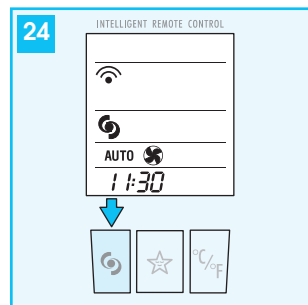 24
INTELLIGENT REMOTE CONTROL
AUTO
11:30
°C/°F